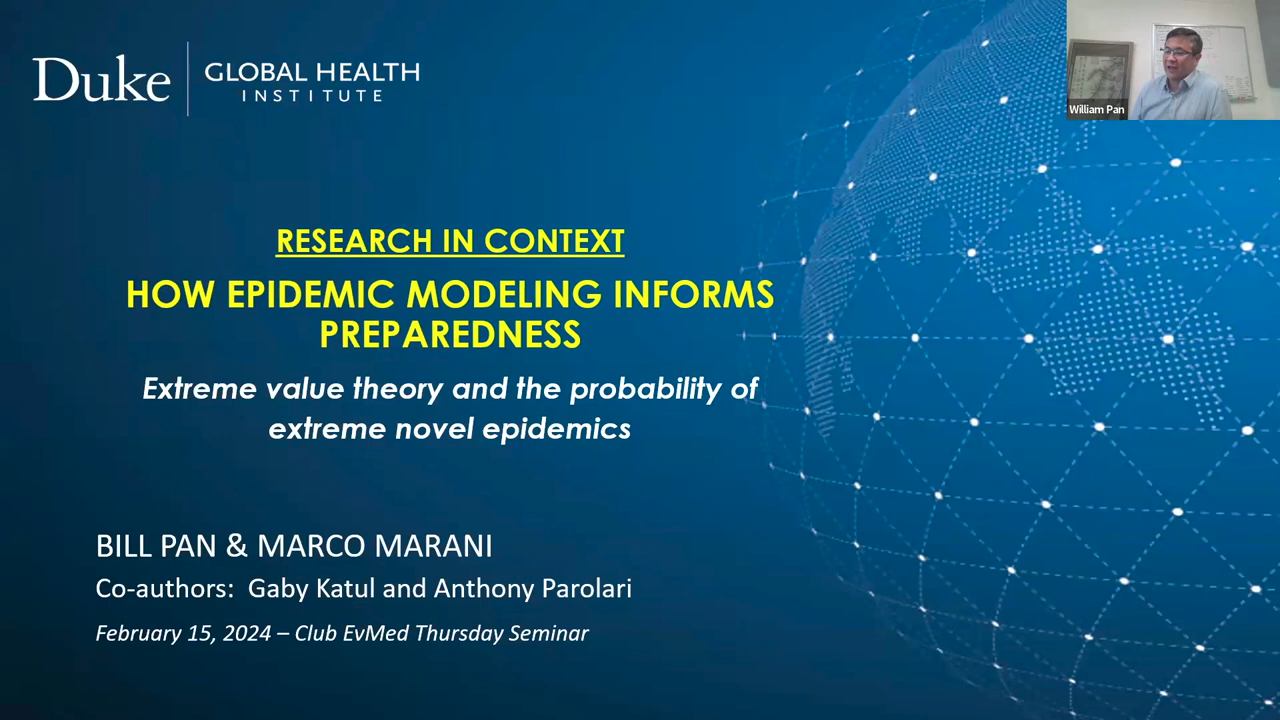 Duke
GLOBAL HEALTH
INSTITUTE
William Pan
RESEARCH IN CONTEXT
HOW EPIDEMIC MODELING INFORMS
PREPAREDNESS
Extreme value theory and the probability of
extreme novel epidemics
BILL PAN & MARCO MARANI
Co-authors: Gaby Katul and Anthony Parolari
February 15, 2024 – Club EvMed Thursday Seminar